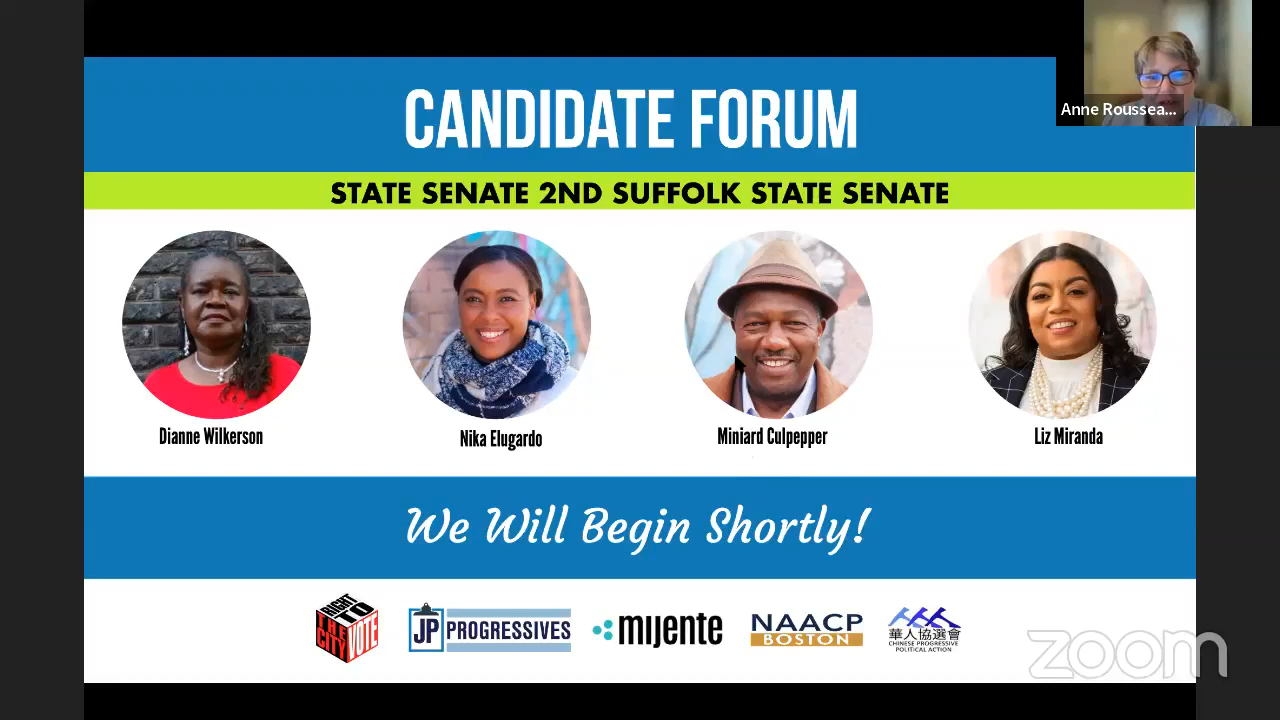 CANDIDATE FORUM
Anne Roussea...
STATE SENATE 2ND SUFFOLK STATE SENATE
Dianne Wilkerson
Nika Elugardo
Miniard Culpepper
Liz Miranda
We Will Begin Shortly!
RIGHT TO THE CITY VOTE
JP PROGRESSIVES
mijente
NAACP
BOSTON
華人協選會
CHINESE PROGRESSIVE
POLITICAL ACTION
zoom